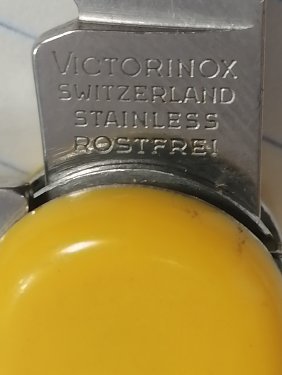 VICTORINOX
SWITZERLAND
STAINLESS
ROSTFREI